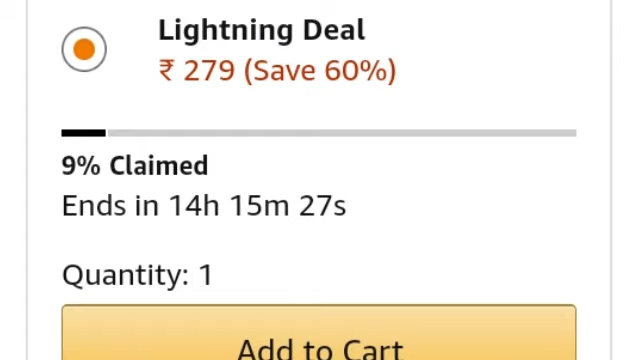 Lightning Deal
₹ 279 (Save 60%)
9% Claimed
Ends in 14h 15m 27s
Quantity: 1
Add to Cart